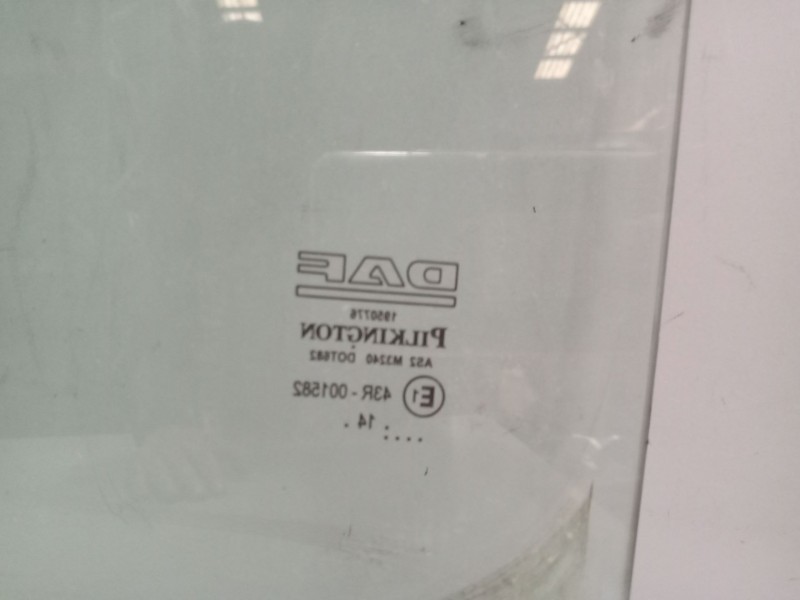 DAF
1950776
PILKINGTON
AS2 M3240 DOT682
E1 43R - 001582
...: 14 .